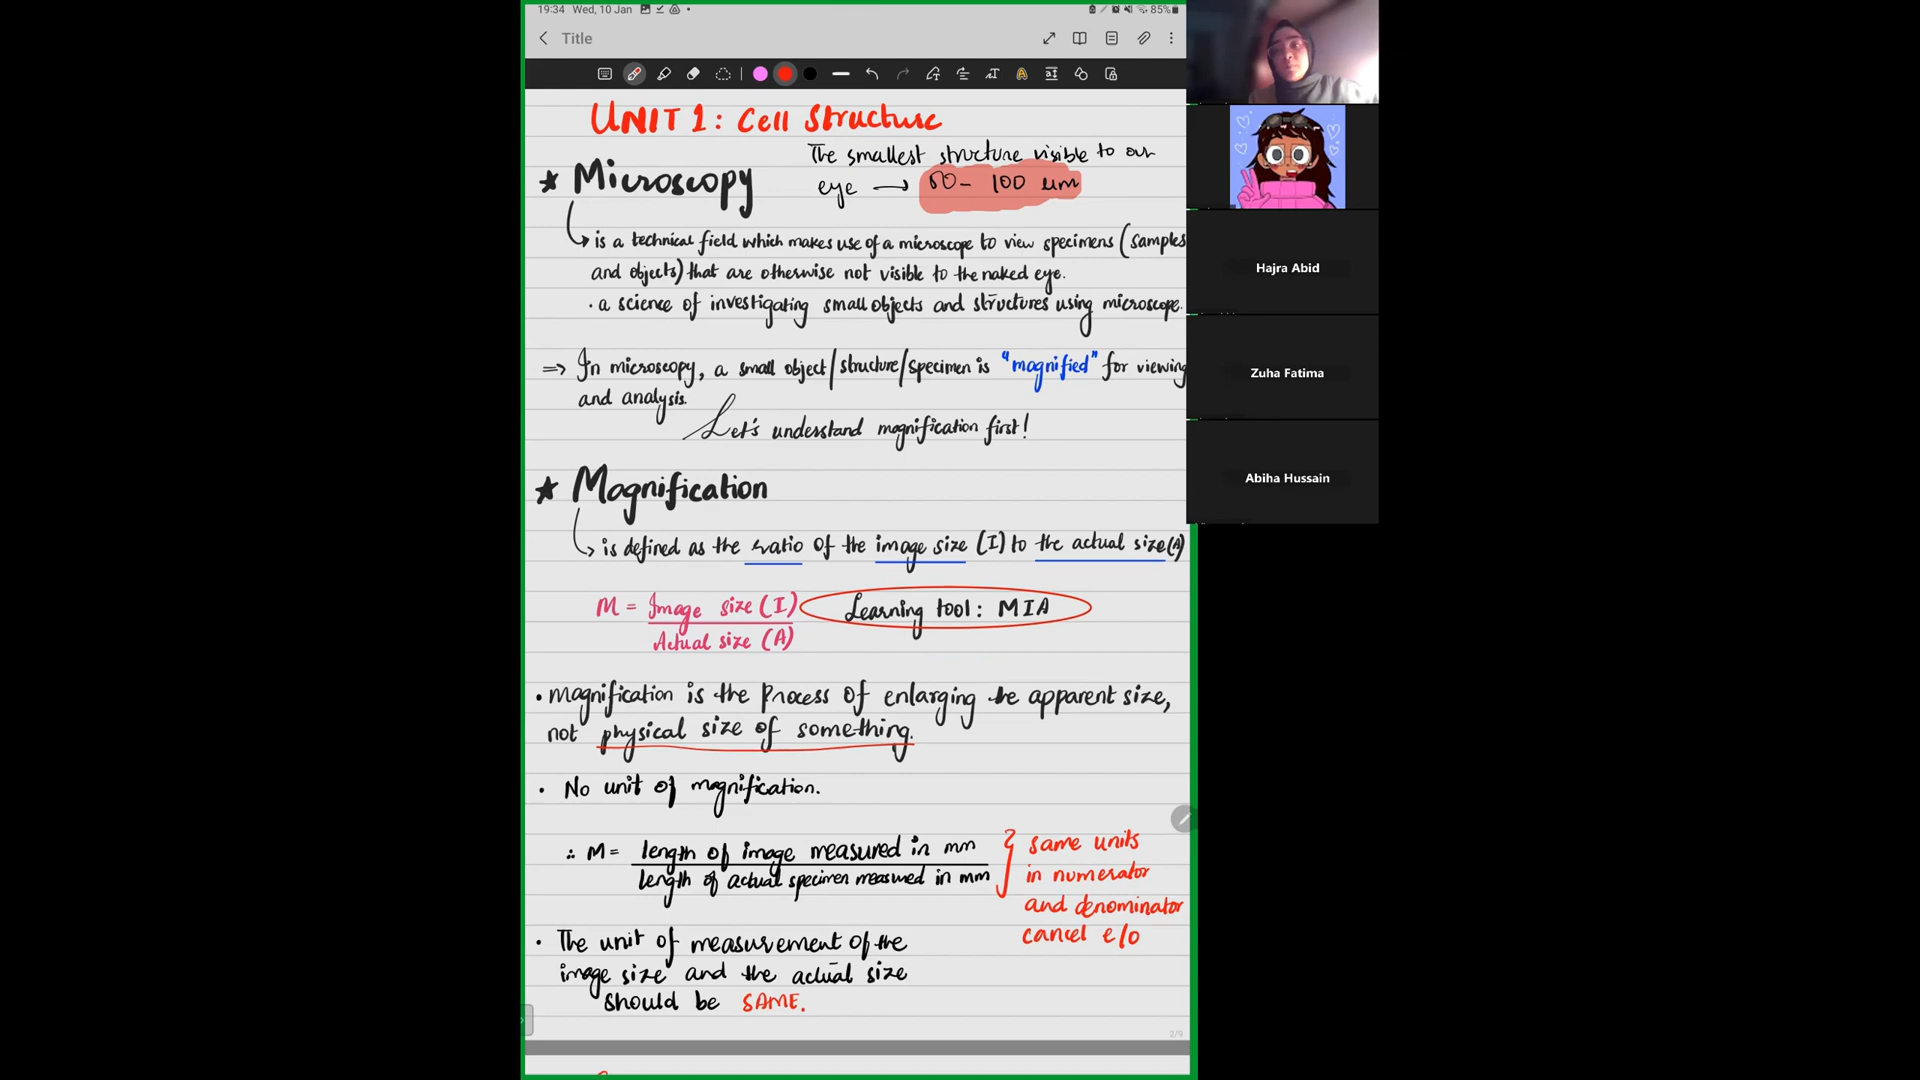 19:34 Wed, 10 Jan
85%
Title
UNIT 1: Cell Structure
The smallest structure visible to our
eye → 50- 100 um
★ Microscopy
is a technical field which makes use of a microscope to view specimens (samples
and objects) that are otherwise not visible to the naked eye.
· a science of investigating small objects and structures using microscope.
⇒ In microscopy, a small object/structure/specimen is "magnified" for viewing
and analysis.
Let's understand magnification first!
★ Magnification
is defined as the ratio of the image size (I) to the actual size (A)
M = Image size (I)
Actual size (A)
Learning tool: MIA
• Magnification is the process of enlarging the apparent size,
not physical size of something.
• No unit of magnification.
∴ M = length of image measured in mm
length of actual specimen measured in mm
same units
in numerator
and denominator
cancel e/o
• The unit of measurement of the
image size and the actual size
should be SAME.
2/9
Hajra Abid
Zuha Fatima
Abiha Hussain